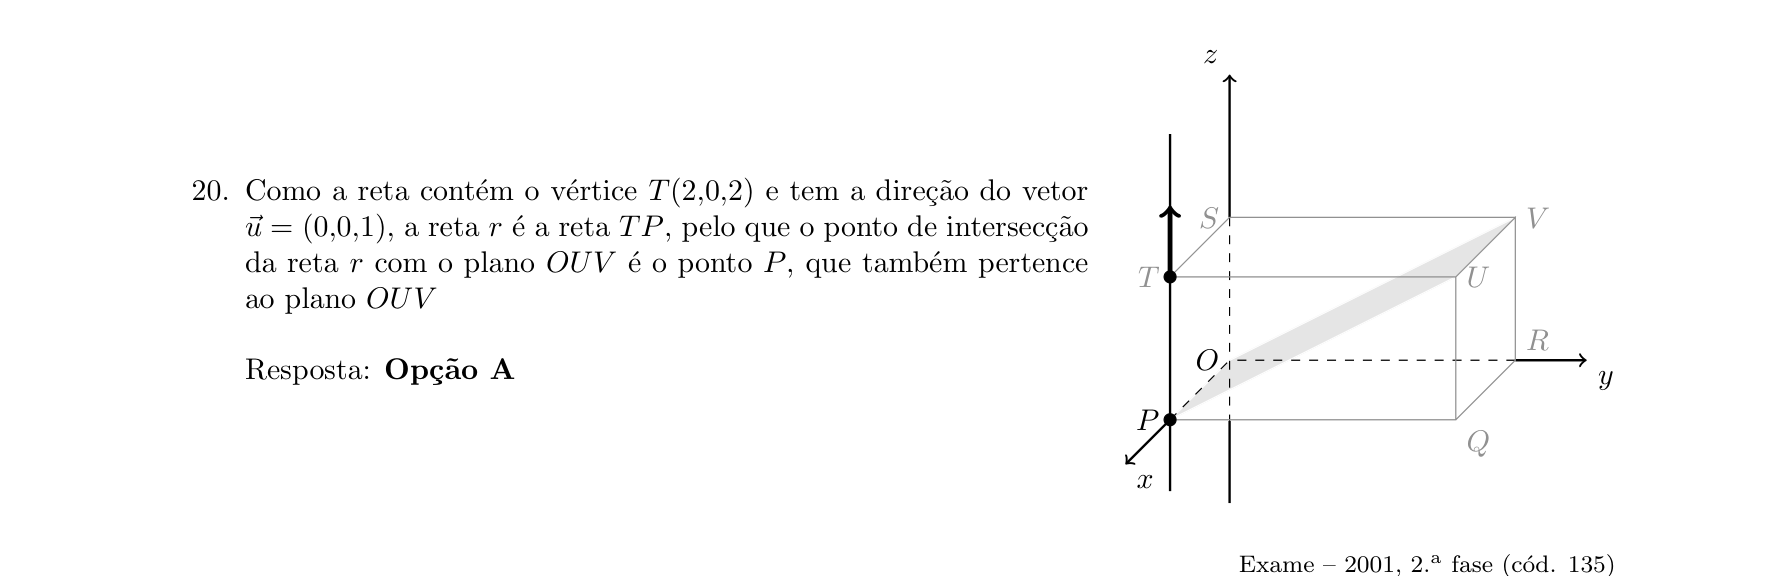 20. Como a reta contém o vértice T(2,0,2) e tem a direção do vetor
u⃗ = (0,0,1), a reta r é a reta TP, pelo que o ponto de intersecção
da reta r com o plano OUV é o ponto P, que também pertence
ao plano OUV
Resposta: Opção A
z
S
V
T
U
O
R
y
P
Q
x
Exame – 2001, 2.ª fase (cód. 135)